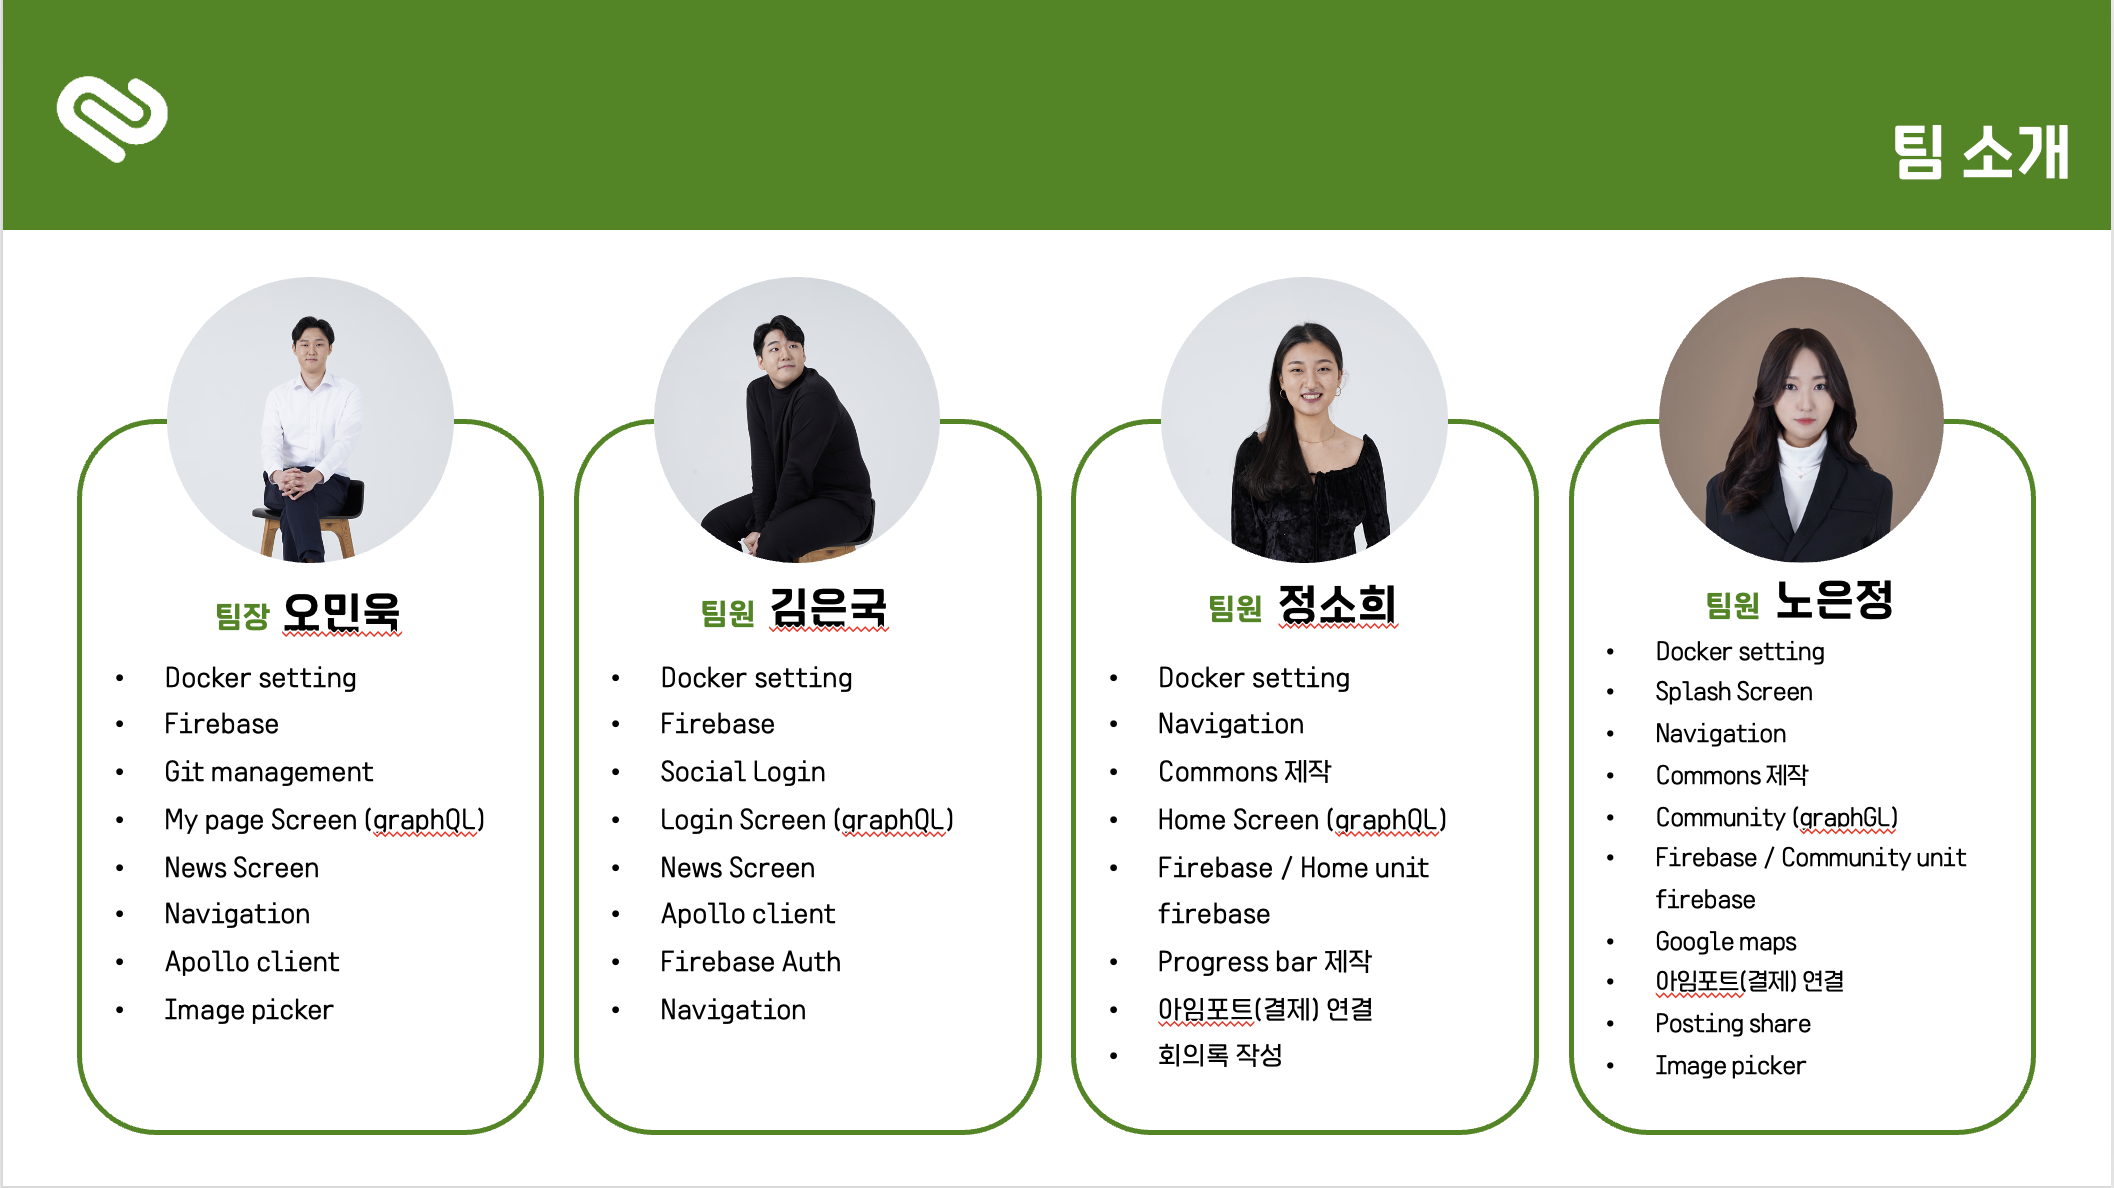 팀 소개
팀장 오민욱
• Docker setting
• Firebase
• Git management
• My page Screen (graphQL)
• News Screen
• Navigation
• Apollo client
• Image picker
팀원 김은국
• Docker setting
• Firebase
• Social Login
• Login Screen (graphQL)
• News Screen
• Apollo client
• Firebase Auth
• Navigation
팀원 정소희
• Docker setting
• Navigation
• Commons 제작
• Home Screen (graphQL)
• Firebase / Home unit
firebase
• Progress bar 제작
• 아임포트(결제) 연결
• 회의록 작성
팀원 노은정
• Docker setting
• Splash Screen
• Navigation
• Commons 제작
• Community (graphGL)
• Firebase / Community unit
firebase
• Google maps
• 아임포트(결제) 연결
• Posting share
• Image picker